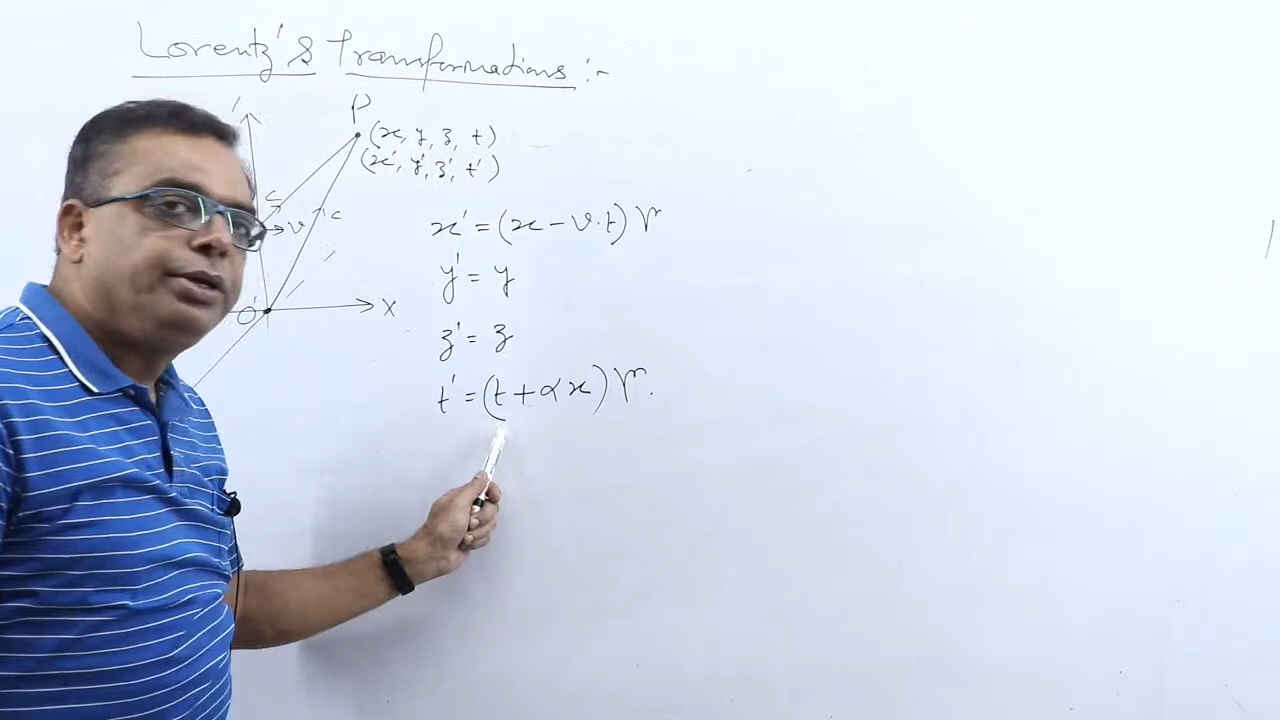 Lorentz's Transformations :-
P
(x, y, z, t)
(x', y', z', t')
c
v
c
O'
X
x' = (x - v.t) γ
y' = y
z' = z
t' = (t + αx) γ.